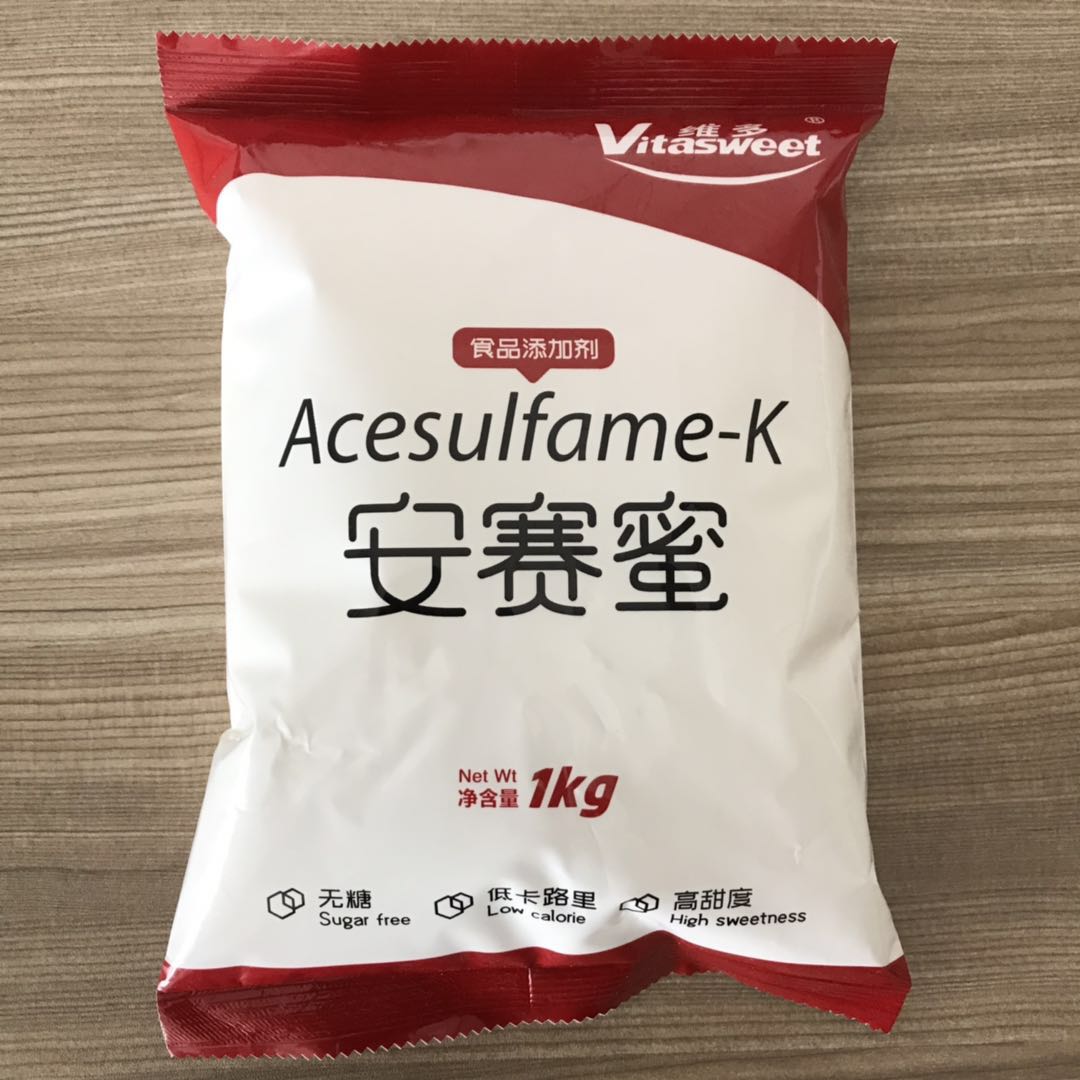 维多®
Vitasweet
食品添加剂
Acesulfame-K
安赛蜜
Net Wt
净含量 1kg
无糖
Sugar free
低卡路里
Low calorie
高甜度
High sweetness